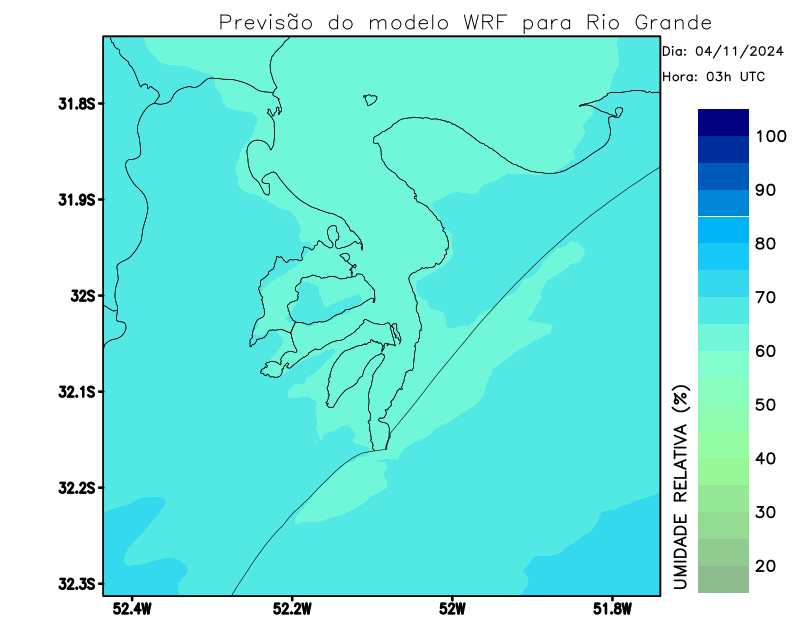 Previsão do modelo WRF para Rio Grande
Dia: 04/11/2024
Hora: 03h UTC
31.8S
31.9S
32S
32.1S
32.2S
32.3S
52.4W
52.2W
52W
51.8W
100
90
80
70
60
50
40
30
20
UMIDADE RELATIVA (%)